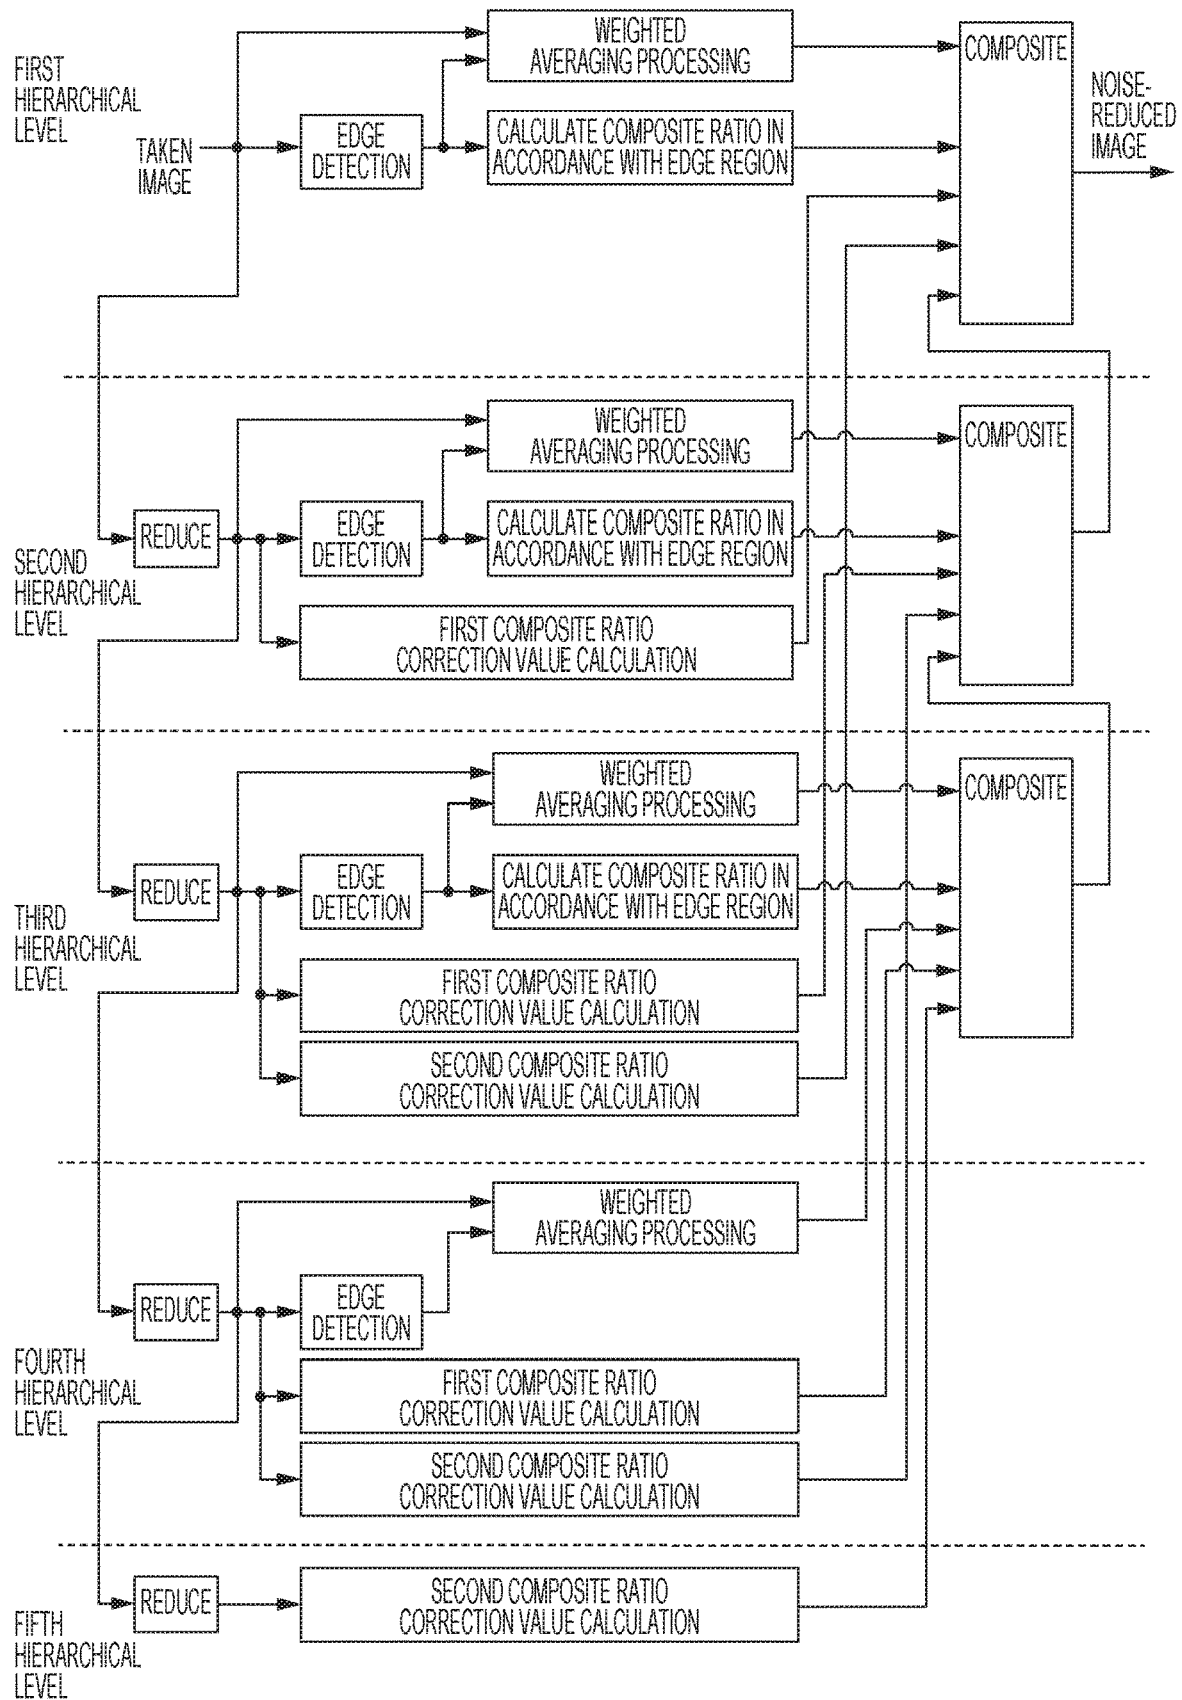 FIRST
HIERARCHICAL
LEVEL
TAKEN
IMAGE
EDGE
DETECTION
WEIGHTED
AVERAGING PROCESSING
CALCULATE COMPOSITE RATIO IN
ACCORDANCE WITH EDGE REGION
COMPOSITE
NOISE-
REDUCED
IMAGE
SECOND
HIERARCHICAL
LEVEL
REDUCE
EDGE
DETECTION
WEIGHTED
AVERAGING PROCESSING
CALCULATE COMPOSITE RATIO IN
ACCORDANCE WITH EDGE REGION
FIRST COMPOSITE RATIO
CORRECTION VALUE CALCULATION
COMPOSITE
THIRD
HIERARCHICAL
LEVEL
REDUCE
EDGE
DETECTION
WEIGHTED
AVERAGING PROCESSING
CALCULATE COMPOSITE RATIO IN
ACCORDANCE WITH EDGE REGION
FIRST COMPOSITE RATIO
CORRECTION VALUE CALCULATION
SECOND COMPOSITE RATIO
CORRECTION VALUE CALCULATION
COMPOSITE
FOURTH
HIERARCHICAL
LEVEL
REDUCE
EDGE
DETECTION
WEIGHTED
AVERAGING PROCESSING
FIRST COMPOSITE RATIO
CORRECTION VALUE CALCULATION
SECOND COMPOSITE RATIO
CORRECTION VALUE CALCULATION
FIFTH
HIERARCHICAL
LEVEL
REDUCE
SECOND COMPOSITE RATIO
CORRECTION VALUE CALCULATION